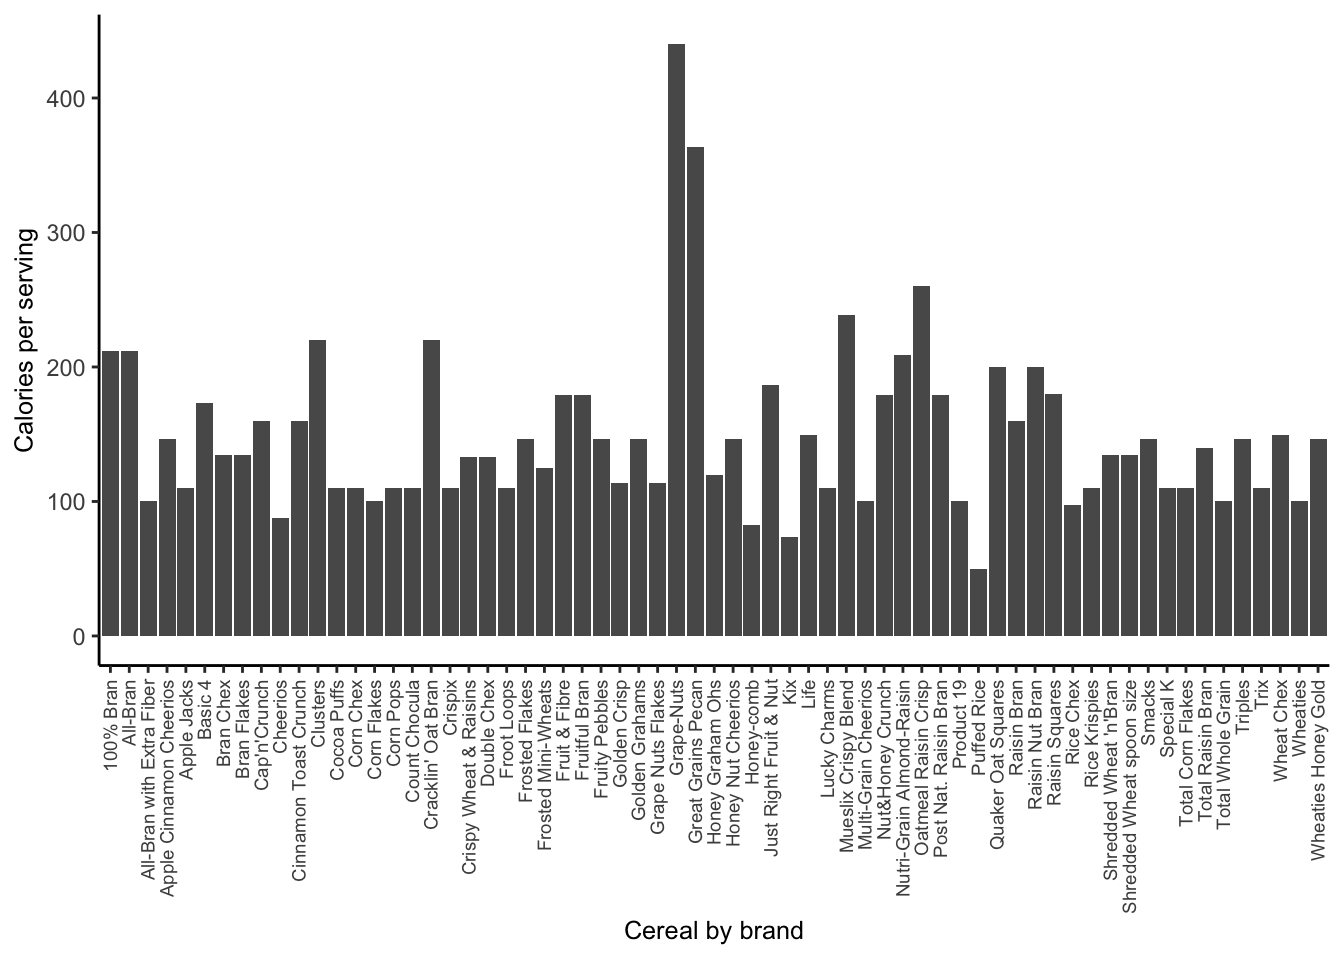 Calories per serving
400
300
200
100
0
100% Bran
All-Bran
All-Bran with Extra Fiber
Apple Cinnamon Cheerios
Apple Jacks
Basic 4
Bran Chex
Bran Flakes
Cap'n'Crunch
Cheerios
Cinnamon Toast Crunch
Clusters
Cocoa Puffs
Corn Chex
Corn Flakes
Corn Pops
Count Chocula
Cracklin' Oat Bran
Crispix
Crispy Wheat & Raisins
Double Chex
Froot Loops
Frosted Flakes
Frosted Mini-Wheats
Fruit & Fibre
Fruitful Bran
Fruity Pebbles
Golden Crisp
Golden Grahams
Grape Nuts Flakes
Grape-Nuts
Great Grains Pecan
Honey Graham Ohs
Honey Nut Cheerios
Honey-comb
Just Right Fruit & Nut
Kix
Life
Lucky Charms
Mueslix Crispy Blend
Multi-Grain Cheerios
Nut&Honey Crunch
Nutri-Grain Almond-Raisin
Oatmeal Raisin Crisp
Post Nat. Raisin Bran
Product 19
Puffed Rice
Quaker Oat Squares
Raisin Bran
Raisin Nut Bran
Raisin Squares
Rice Chex
Rice Krispies
Shredded Wheat 'n'Bran
Shredded Wheat spoon size
Smacks
Special K
Total Corn Flakes
Total Raisin Bran
Total Whole Grain
Triples
Trix
Wheat Chex
Wheaties
Wheaties Honey Gold
Cereal by brand